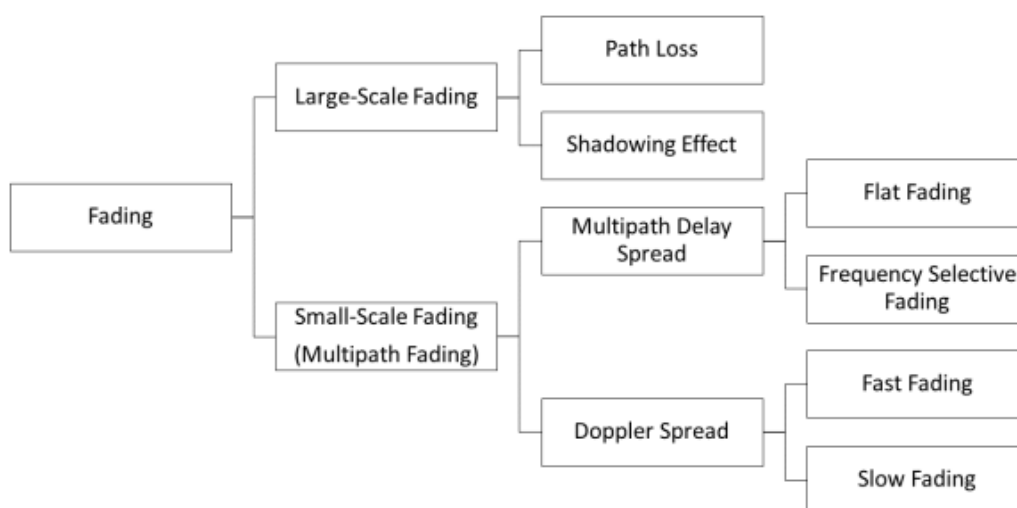 Fading
Large-Scale Fading
Path Loss
Shadowing Effect
Small-Scale Fading
(Multipath Fading)
Multipath Delay
Spread
Flat Fading
Frequency Selective
Fading
Doppler Spread
Fast Fading
Slow Fading